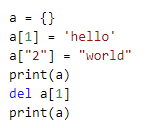 a = {}
a[1] = 'hello'
a["2"] = "world"
print(a)
del a[1]
print(a)